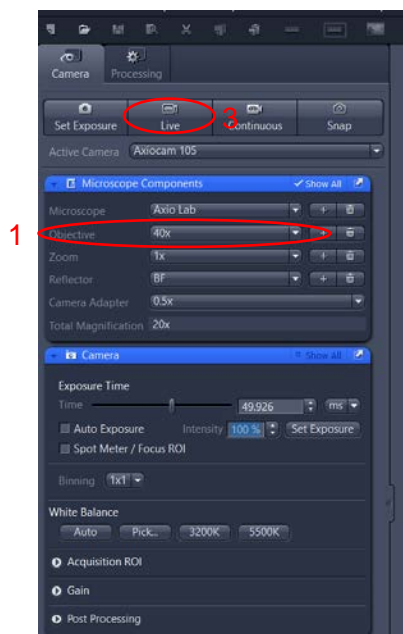 Camera Processing
Set Exposure Live Continuous Snap
3
Active Camera Axiocam 105
Microscope Components Show All
Microscope Axio Lab
1
Objective 40x
Zoom 1x
Reflector BF
Camera Adapter 0.5x
Total Magnification 20x
Camera Show All
Exposure Time
Time 49.926 ms
Auto Exposure Intensity 100 % Set Exposure
Spot Meter / Focus ROI
Binning 1x1
White Balance
Auto Pick... 3200K 5500K
Acquisition ROI
Gain
Post Processing